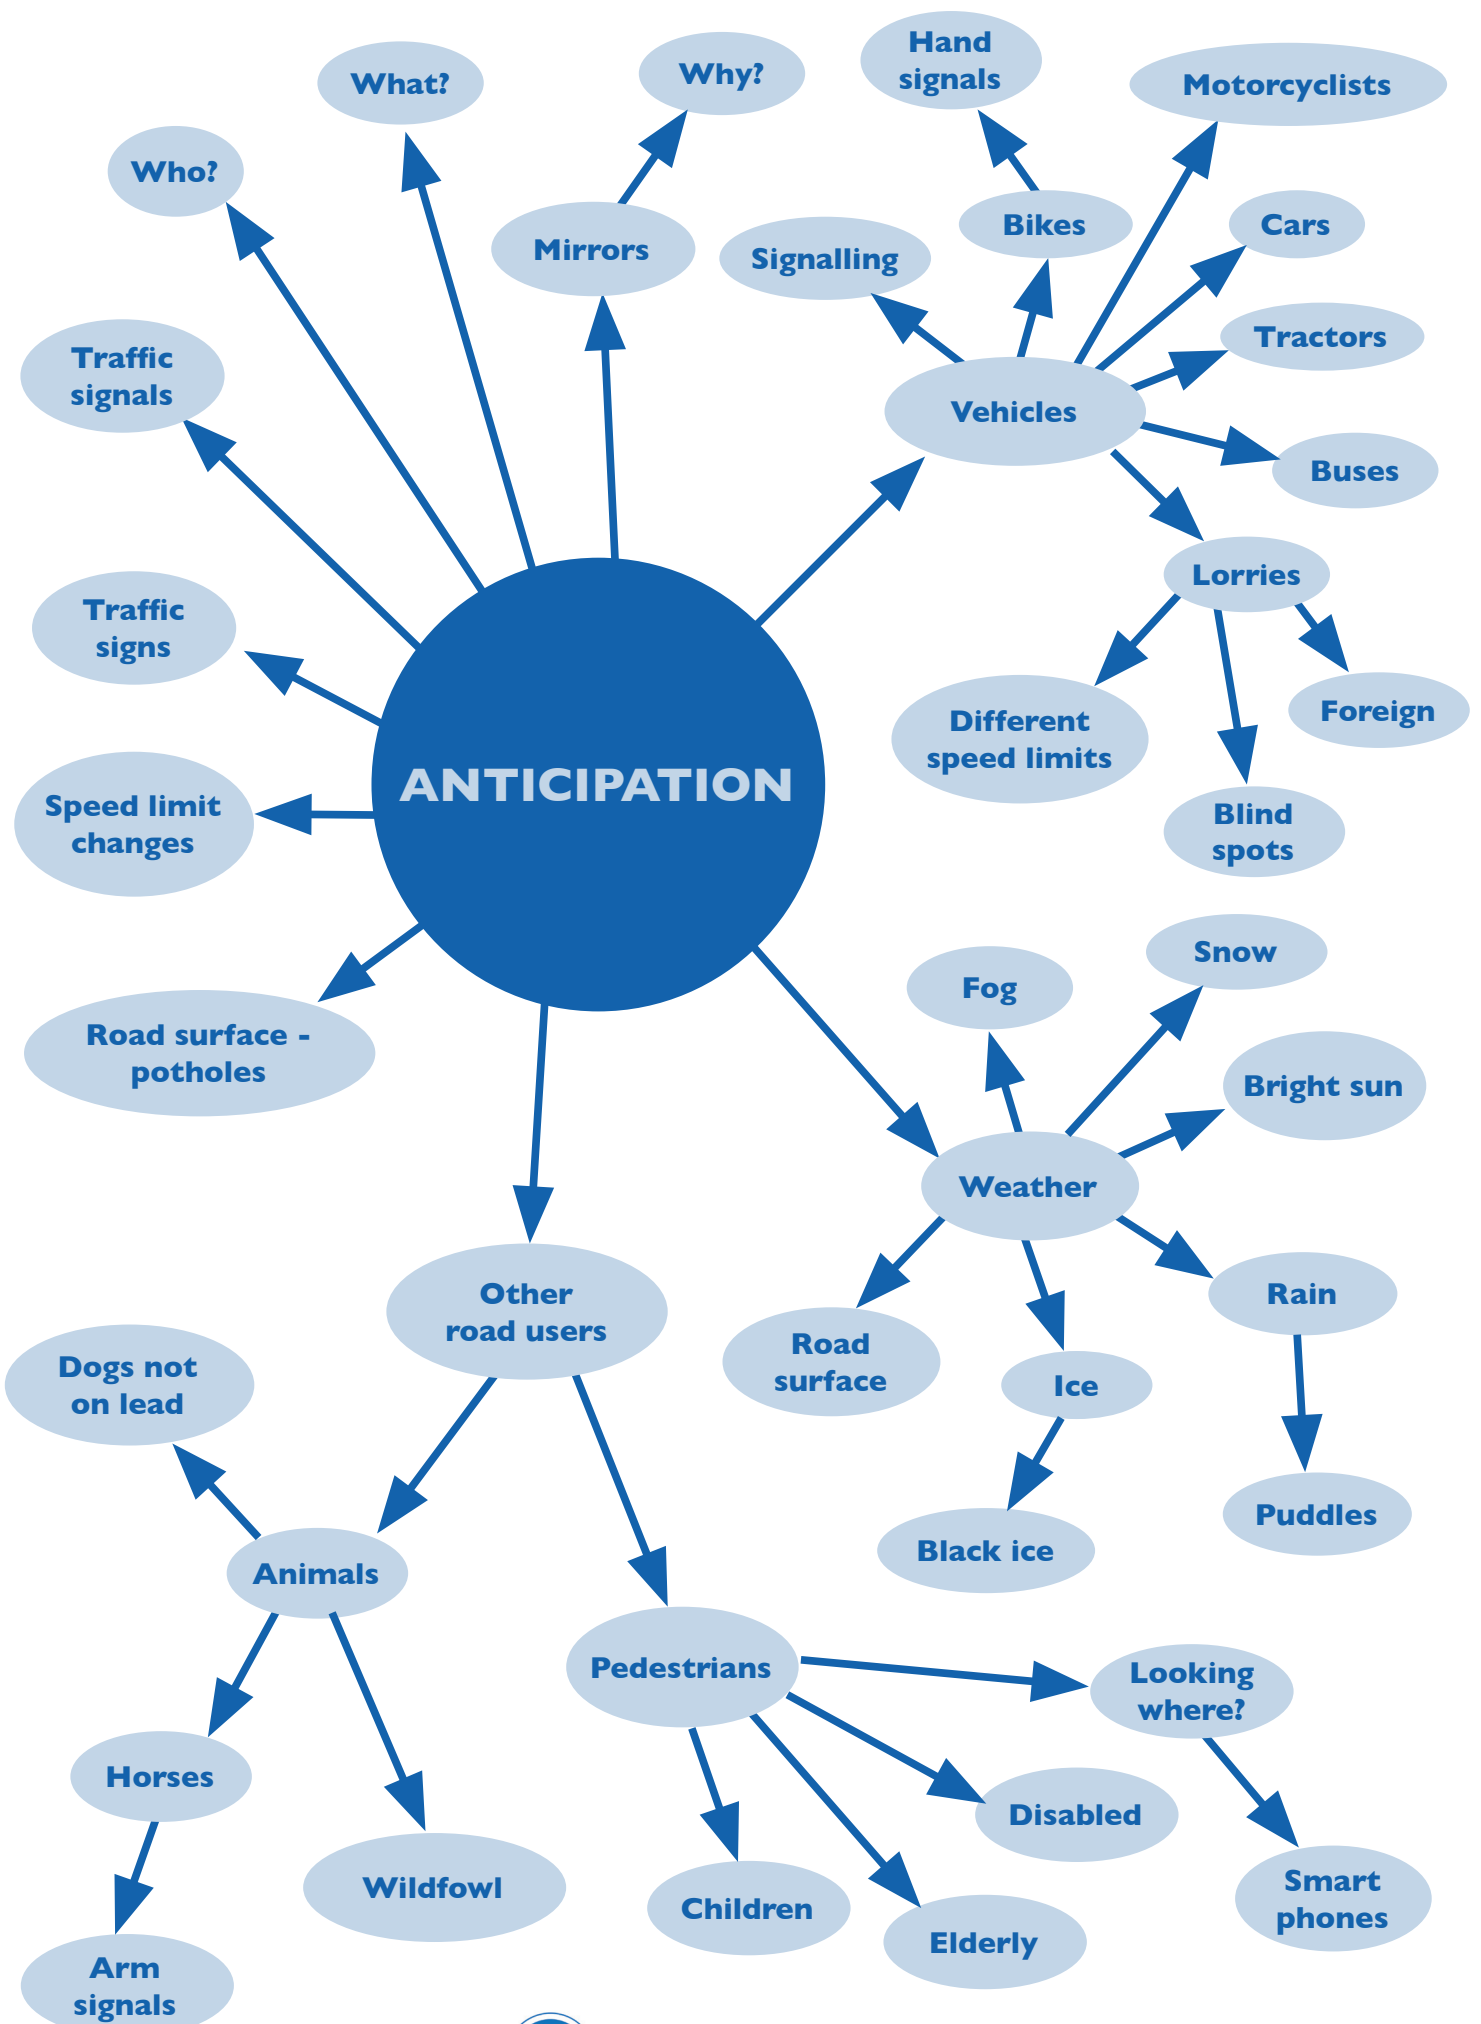 Hand
signals
What?
Why?
Motorcyclists
Who?
Mirrors
Signalling
Bikes
Cars
Traffic
signals
Tractors
Vehicles
Buses
Lorries
Traffic
signs
Different
speed limits
Foreign
ANTICIPATION
Speed limit
changes
Blind
spots
Snow
Fog
Road surface -
potholes
Bright sun
Weather
Other
road users
Rain
Road
surface
Ice
Dogs not
on lead
Puddles
Black ice
Animals
Pedestrians
Looking
where?
Horses
Disabled
Wildfowl
Children
Elderly
Smart
phones
Arm
signals